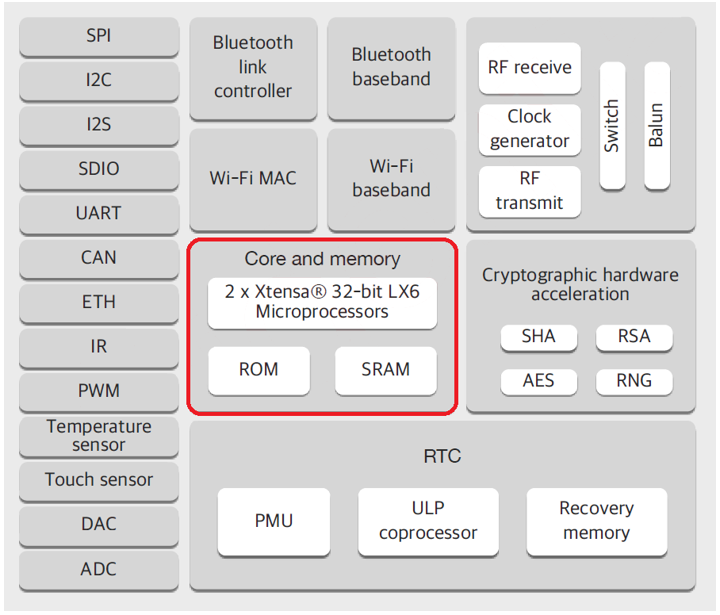 SPI
I2C
I2S
SDIO
UART
CAN
ETH
IR
PWM
Temperature
sensor
Touch sensor
DAC
ADC
Bluetooth
link
controller
Bluetooth
baseband
Wi-Fi MAC
Wi-Fi
baseband
RF receive
Clock
generator
RF
transmit
Switch
Balun
Core and memory
2 x Xtensa® 32-bit LX6
Microprocessors
ROM
SRAM
Cryptographic hardware
acceleration
SHA
RSA
AES
RNG
RTC
PMU
ULP
coprocessor
Recovery
memory